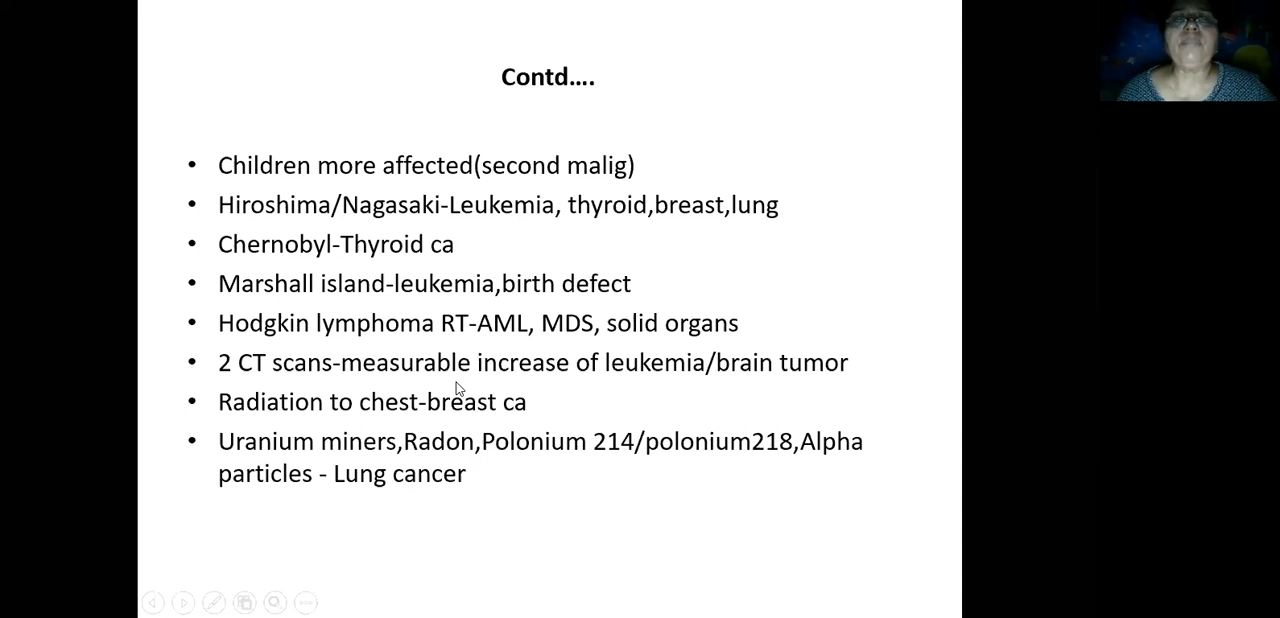 Contd....
• Children more affected(second malig)
• Hiroshima/Nagasaki-Leukemia, thyroid,breast,lung
• Chernobyl-Thyroid ca
• Marshall island-leukemia,birth defect
• Hodgkin lymphoma RT-AML, MDS, solid organs
• 2 CT scans-measurable increase of leukemia/brain tumor
• Radiation to chest-breast ca
• Uranium miners,Radon,Polonium 214/polonium218,Alpha
particles - Lung cancer